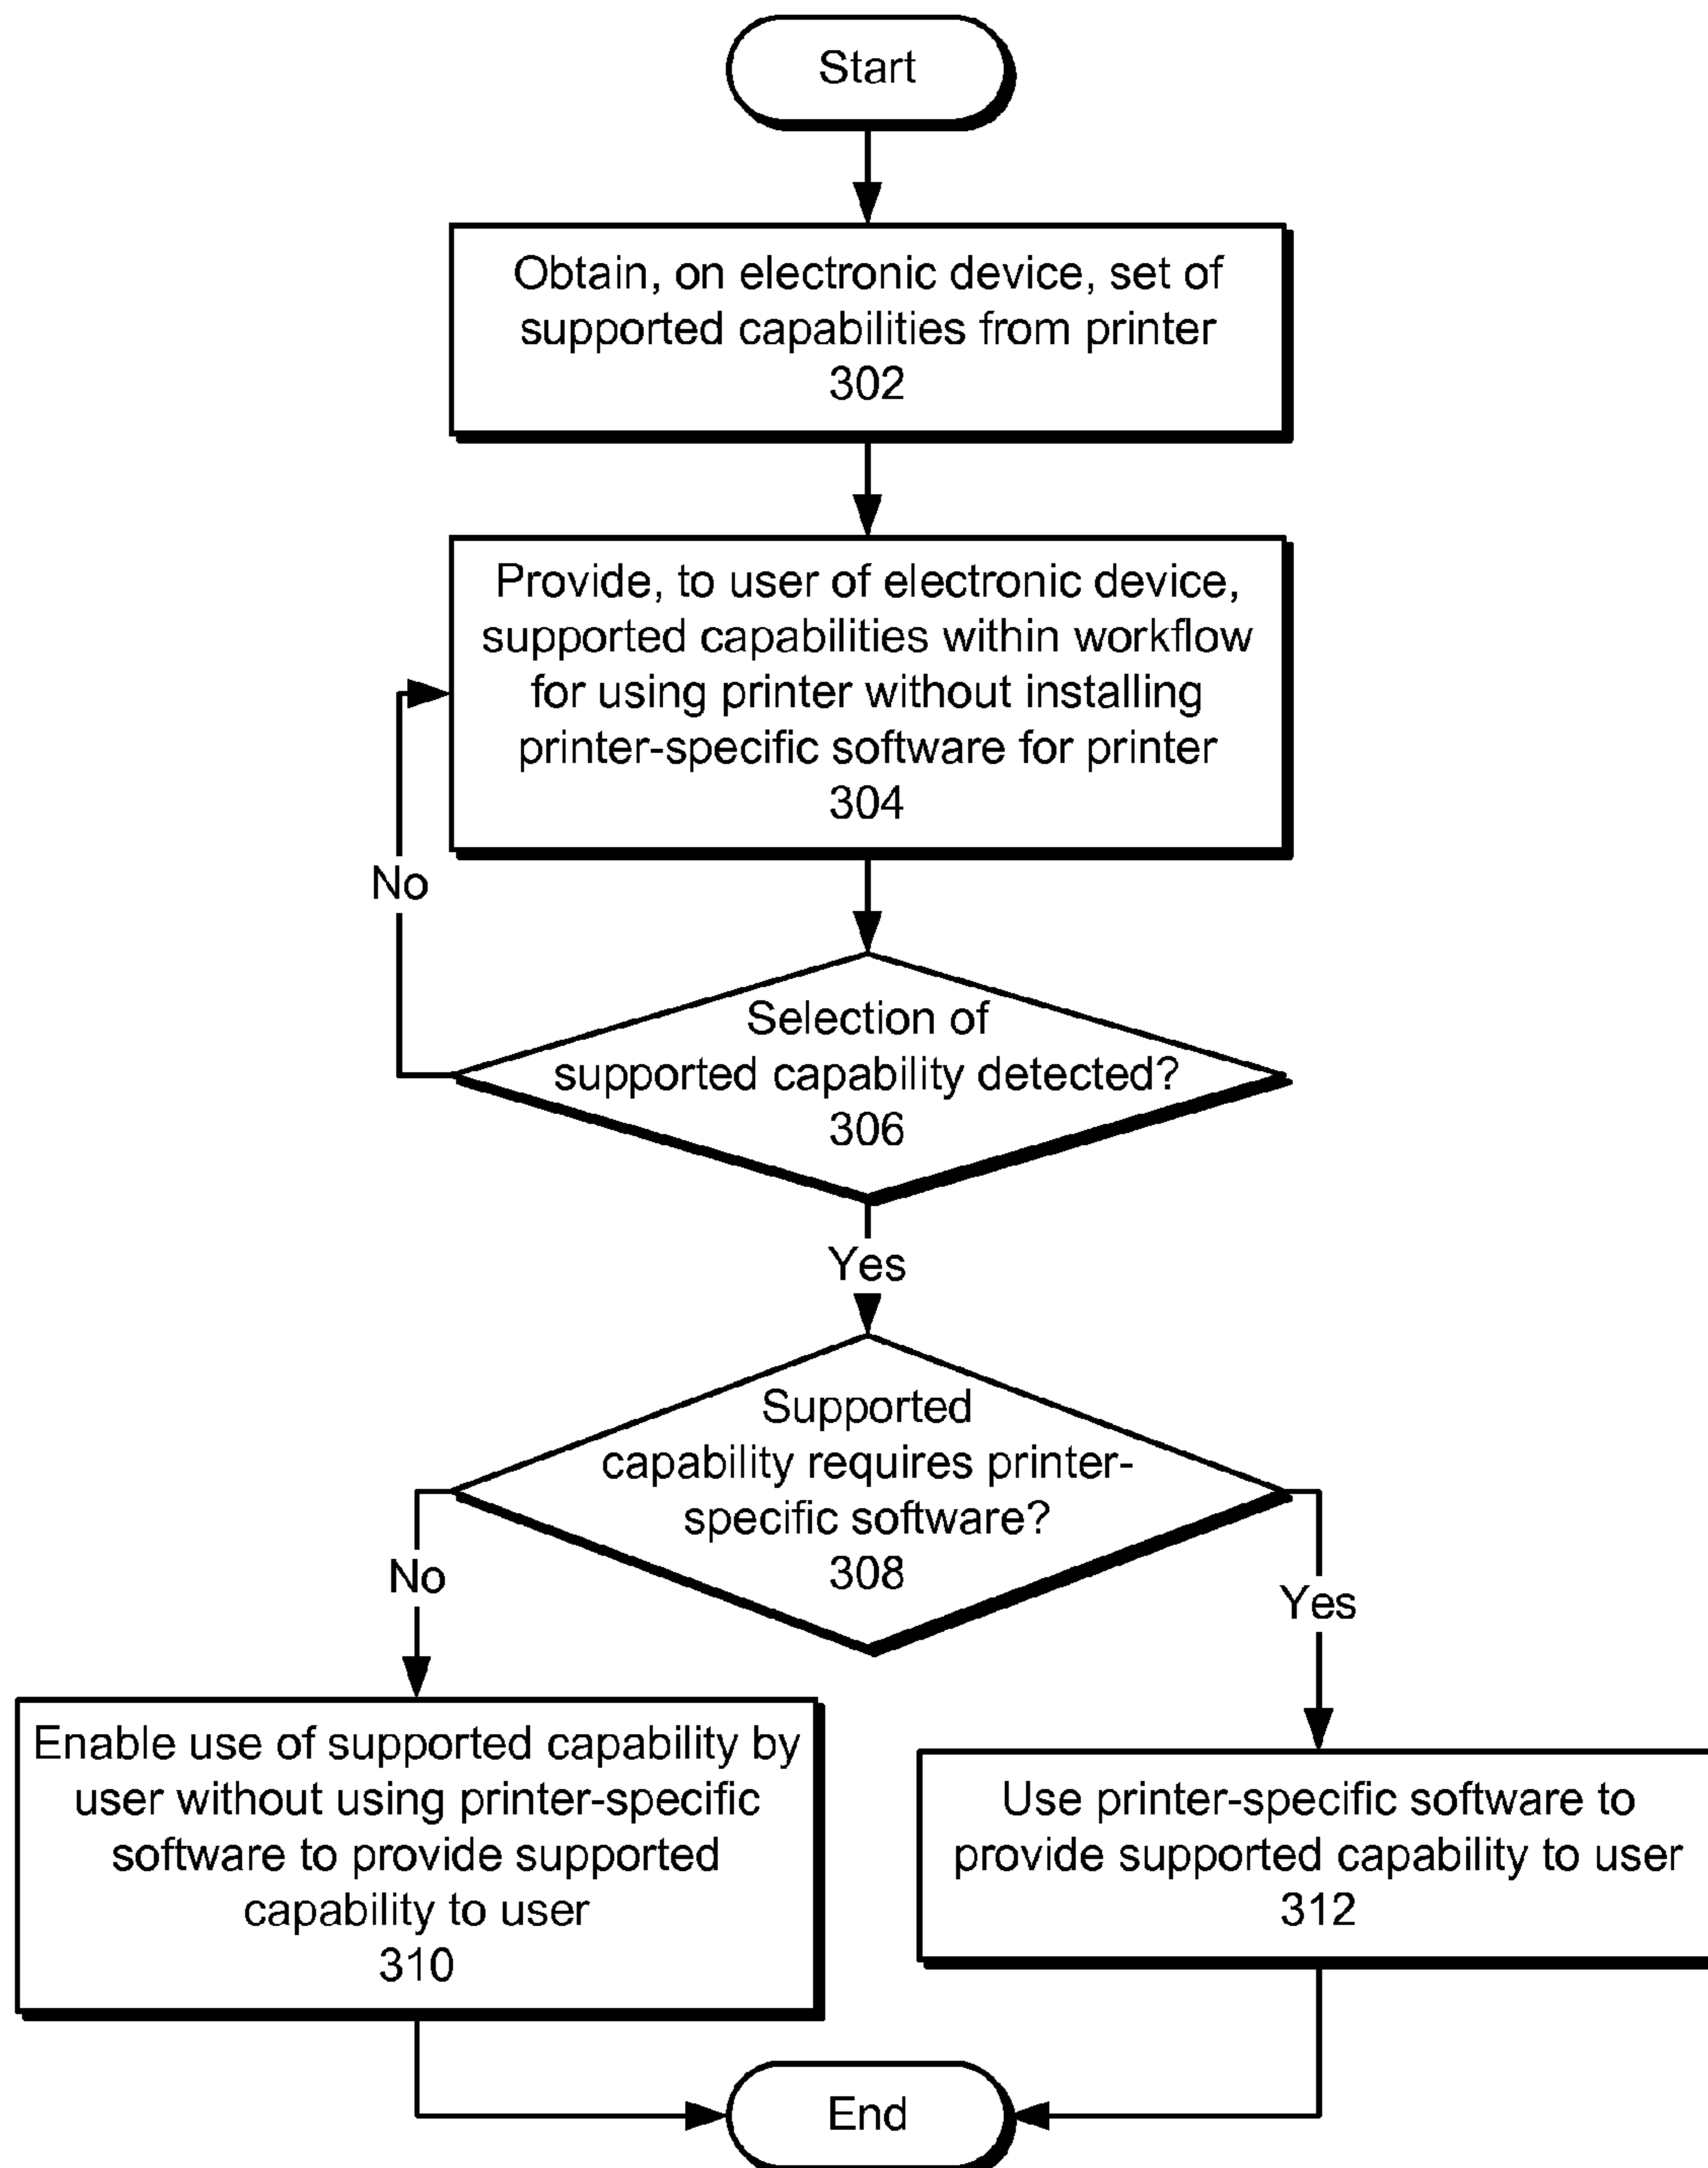 Start
Obtain, on electronic device, set of
supported capabilities from printer
302
Provide, to user of electronic device,
supported capabilities within workflow
for using printer without installing
printer-specific software for printer
304
No
Selection of
supported capability detected?
306
Yes
Supported
capability requires printer-
specific software?
308
No
Yes
Enable use of supported capability by
user without using printer-specific
software to provide supported
capability to user
310
Use printer-specific software to
provide supported capability to user
312
End